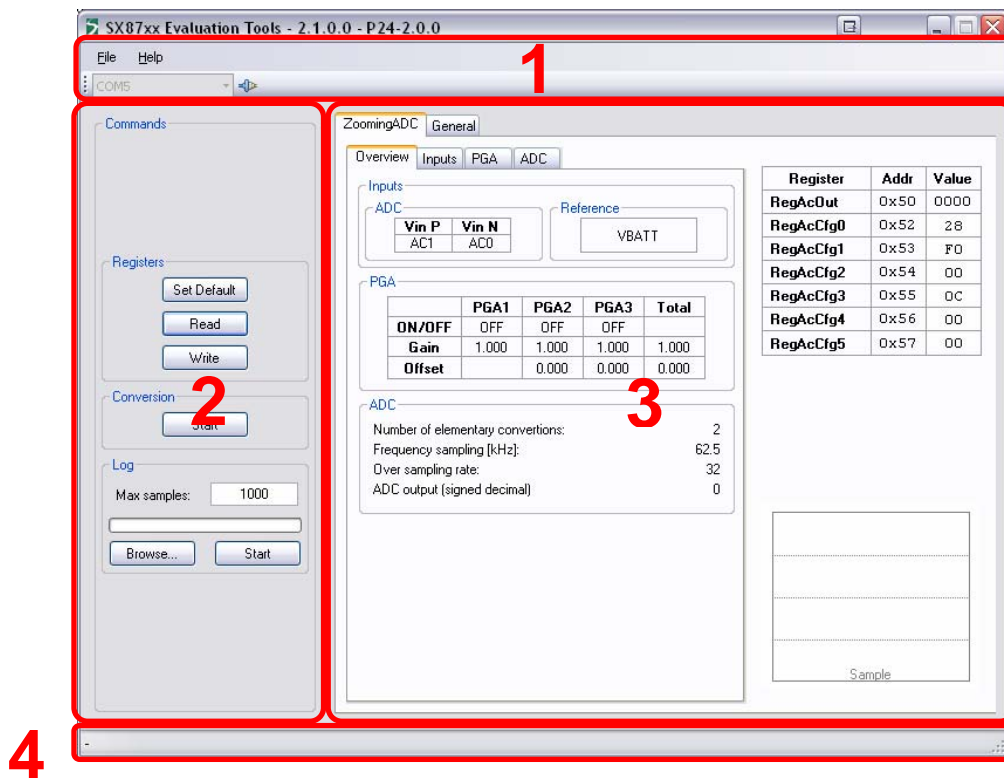 SX87xx Evaluation Tools - 2.1.0.0 - P24-2.0.0
File Help
1
COM5
Commands
Registers
Set Default
Read
Write
2
Conversion
Start
Log
Max samples: 1000
Browse... Start
ZoomingADC General
Overview Inputs PGA ADC
Inputs
ADC
Vin P Vin N
AC1 AC0
Reference
VBATT
PGA
PGA1 PGA2 PGA3 Total
ON/OFF OFF OFF OFF
Gain 1.000 1.000 1.000 1.000
Offset 0.000 0.000 0.000
3
ADC
Number of elementary convertions: 2
Frequency sampling [kHz]: 62.5
Over sampling rate: 32
ADC output (signed decimal) 0
Register Addr Value
RegAcOut 0x50 0000
RegAcCfg0 0x52 28
RegAcCfg1 0x53 F0
RegAcCfg2 0x54 00
RegAcCfg3 0x55 0C
RegAcCfg4 0x56 00
RegAcCfg5 0x57 00
Sample
4
-